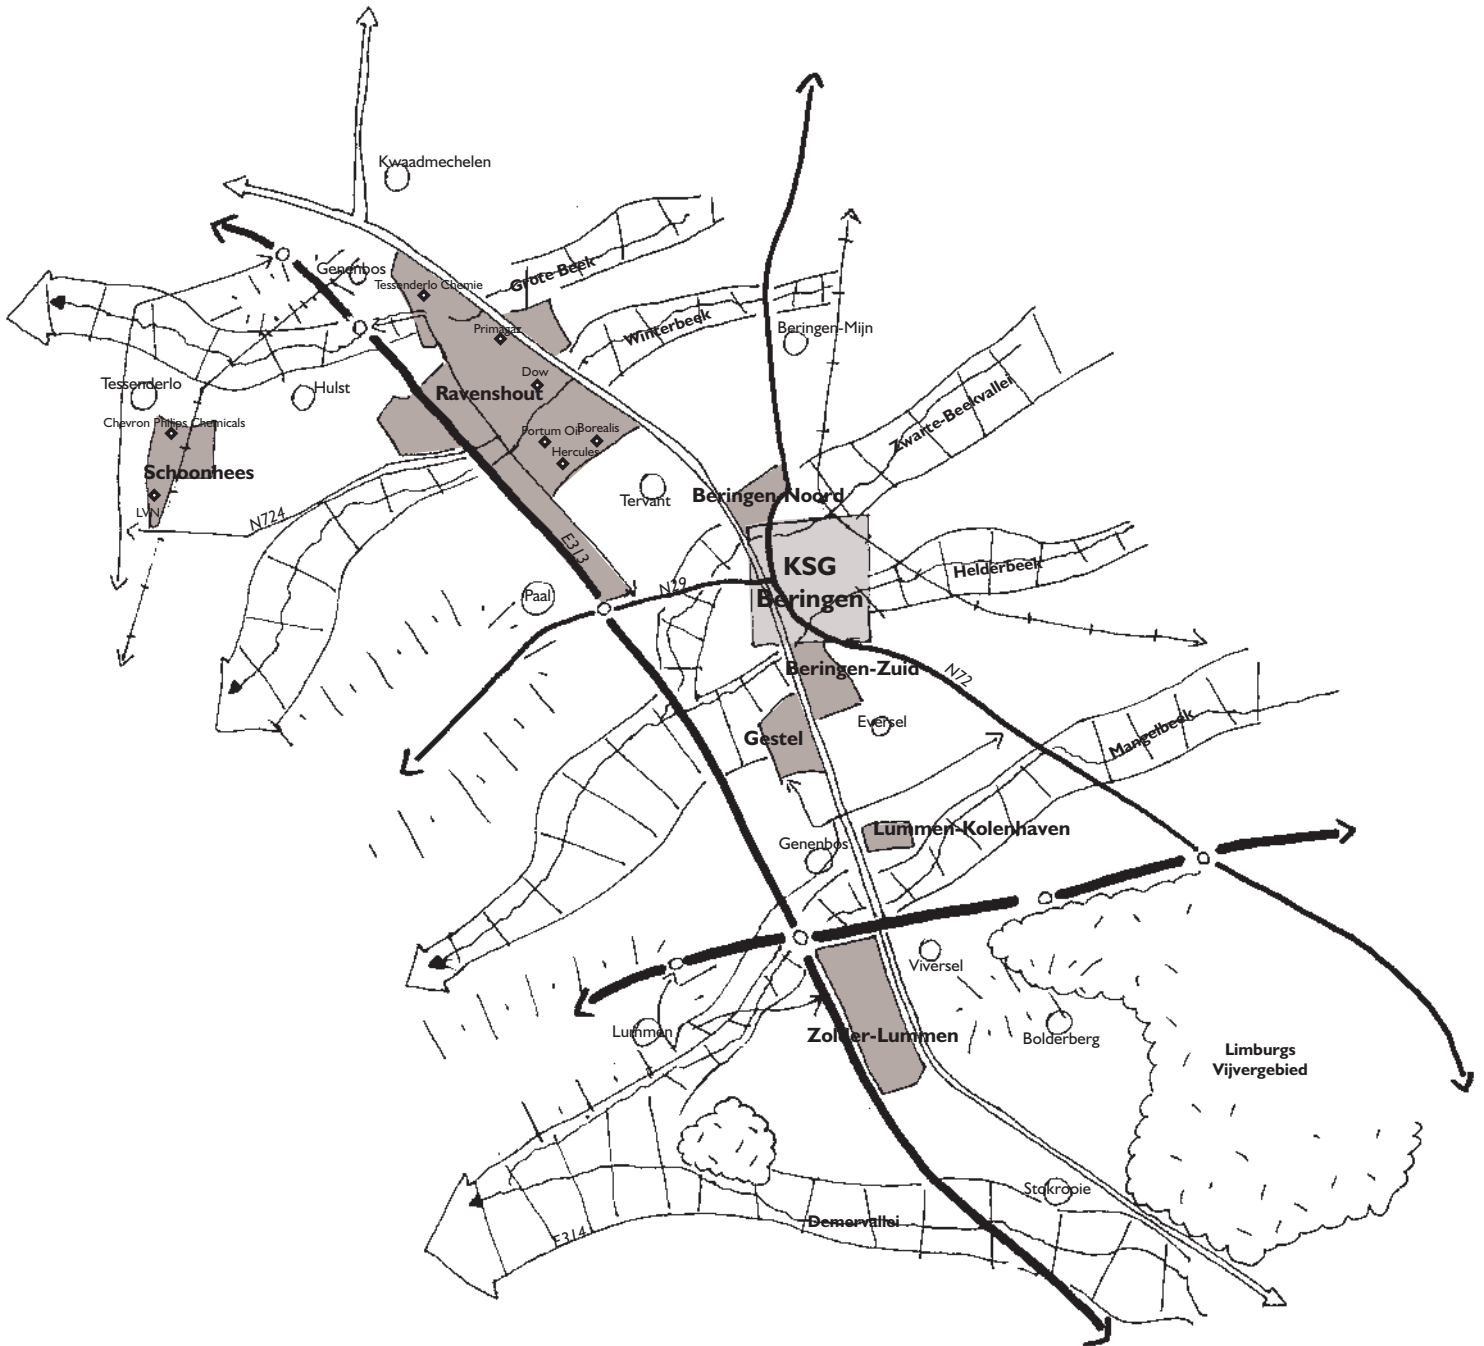 Kwaadmechelen
Genenbos
Grote Beek
Tessenderlo Chemie
Primagaz
Winterbeek
Beringen-Mijn
Dow
Tessenderlo
Hulst
Ravenshout
Zwarte-Beekvallei
Chevron Philips Chemicals
Fortum Oil
Borealis
Hercules
Schoonhees
Tervant
Beringen-Noord
LVN
N724
E313
KSG
Beringen
Helderbeek
N29
Paal
Beringen-Zuid
N72
Eversel
Gestel
Mangelbeek
Lummen-Kolenhaven
Genenbos
Viversel
Lummen
Zolder-Lummen
Bolderberg
Limburgs
Vijvergebied
Stokrooie
Demervallei
E314